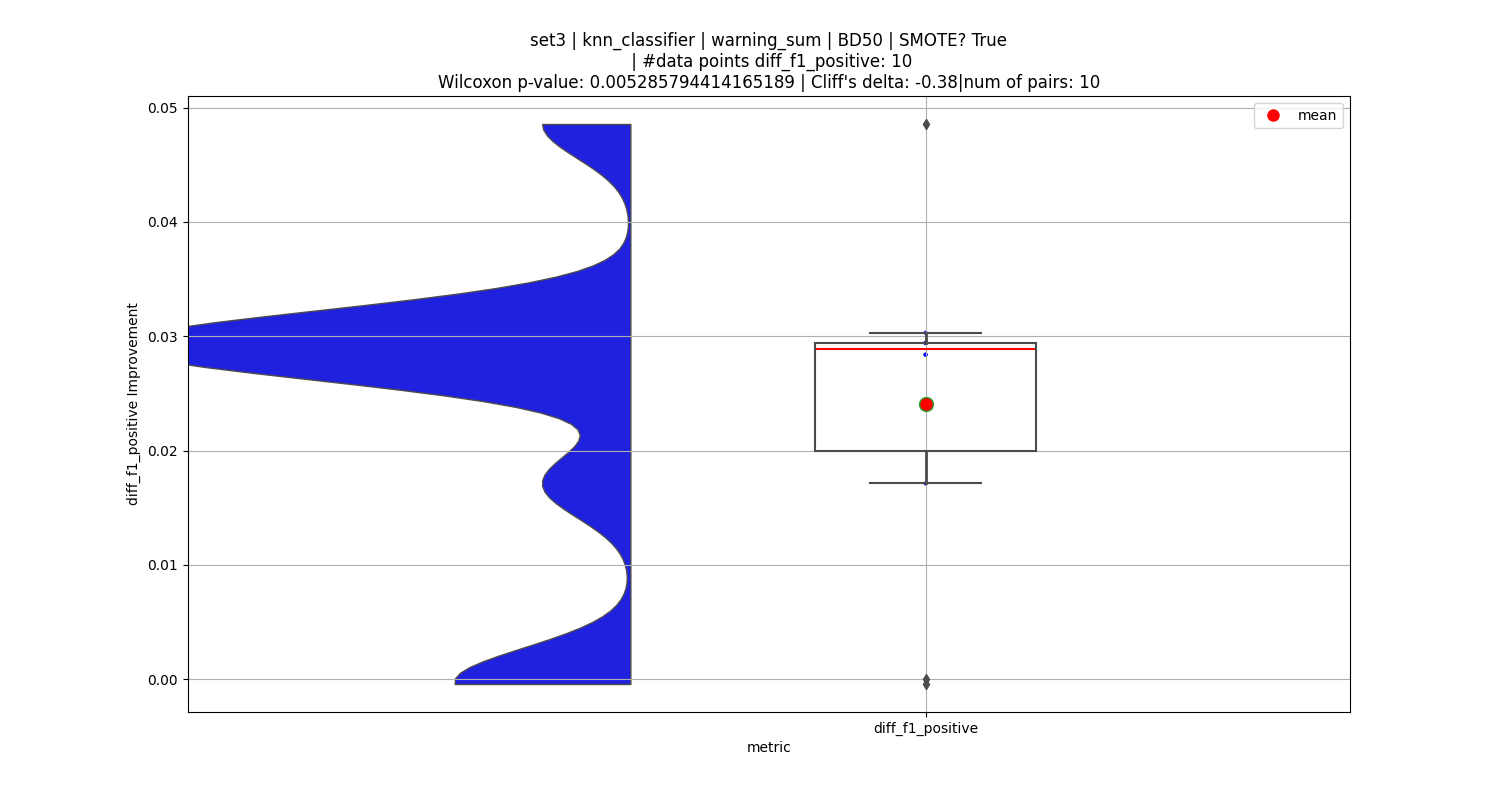 set3 | knn_classifier | warning_sum | BD50 | SMOTE? True
| #data points diff_f1_positive: 10
Wilcoxon p-value: 0.005285794414165189 | Cliff's delta: -0.38|num of pairs: 10
mean
0.05
0.04
0.03
0.02
0.01
0.00
diff_f1_positive Improvement
diff_f1_positive
metric